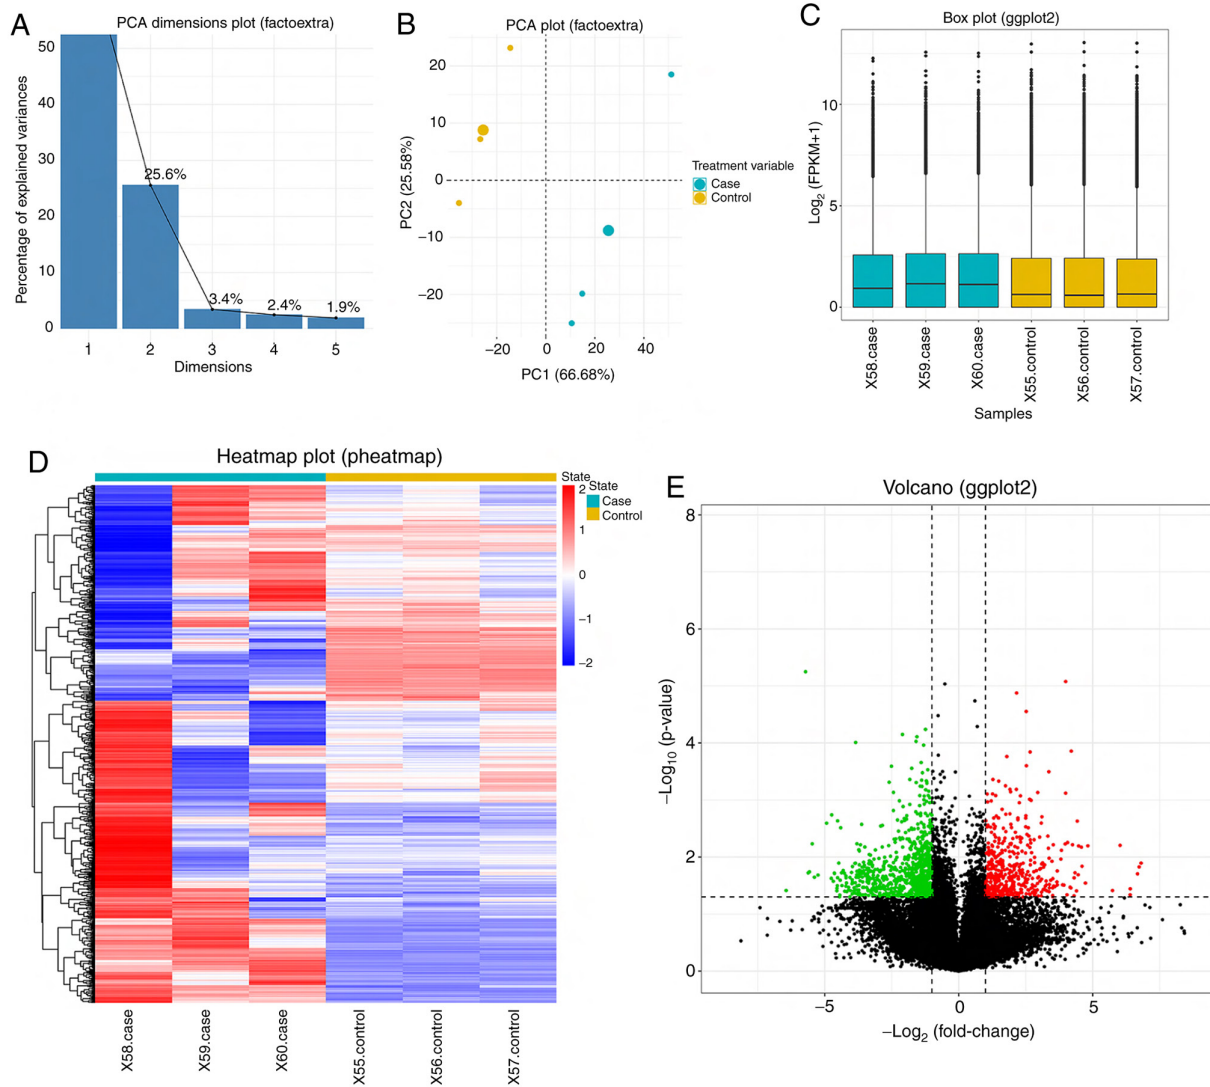 A
PCA dimensions plot (factoextra)
Percentage of explained variances
50
40
30
20
10
0
25.6%
3.4%
2.4%
1.9%
1 2 3 4 5
Dimensions
B
PCA plot (factoextra)
PC2 (25.58%)
20
10
0
−10
−20
−20 0 20 40
PC1 (66.68%)
Treatment variable
Case
Control
C
Box plot (ggplot2)
Log2 (FPKM+1)
10
5
0
X58.case
X59.case
X60.case
X55.control
X56.control
X57.control
Samples
D
Heatmap plot (pheatmap)
State
2
1
0
−1
−2
State
Case
Control
X58.case
X59.case
X60.case
X55.control
X56.control
X57.control
E
Volcano (ggplot2)
−Log10 (p-value)
8
6
4
2
0
−5 0 5
−Log2 (fold-change)